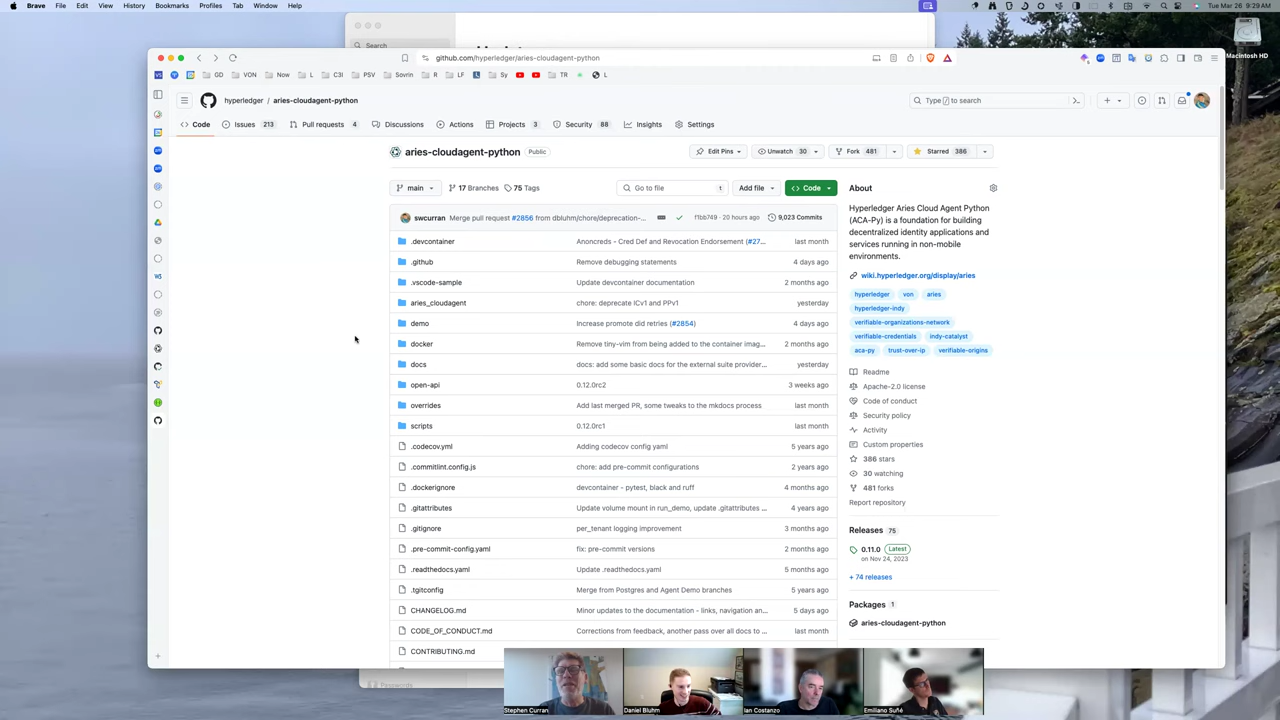 Brave File Edit View History Bookmarks Profiles Tab Window Help
Tue Mar 26 9:29 AM
Search
Macintosh HD
github.com/hyperledger/aries-cloudagent-python
GD VON Now L C3I PSV Sovrin R LF Sy TR L
hyperledger / aries-cloudagent-python
Type / to search
Code Issues 213 Pull requests 4 Discussions Actions Projects 3 Security 88 Insights Settings
aries-cloudagent-python Public
Edit Pins Unwatch 30 Fork 481 Starred 386
main 17 Branches 75 Tags
Go to file t Add file Code
swcurran Merge pull request #2856 from dbluhm/chore/deprecation-... f1bb749 · 20 hours ago 9,023 Commits
.devcontainer Anoncreds - Cred Def and Revocation Endorsement (#27... last month
.github Remove debugging statements 4 days ago
.vscode-sample Update devcontainer documentation 2 months ago
aries_cloudagent chore: deprecate ICv1 and PPv1 yesterday
demo Increase promote did retries (#2854) 4 days ago
docker Remove tiny-vim from being added to the container imag... 2 months ago
docs docs: add some basic docs for the external suite provider... yesterday
open-api 0.12.0rc2 3 weeks ago
overrides Add last merged PR, some tweaks to the mkdocs process last month
scripts 0.12.0rc1 last month
.codecov.yml Adding codecov config yaml 5 years ago
.commitlint.config.js chore: add pre-commit configurations 2 years ago
.dockerignore devcontainer - pytest, black and ruff 4 months ago
.gitattributes Update volume mount in run_demo, update .gitattributes ... 4 years ago
.gitignore per_tenant logging improvement 3 months ago
.pre-commit-config.yaml fix: pre-commit versions 2 months ago
.readthedocs.yaml Update .readthedocs.yaml 5 months ago
.tgitconfig Merge from Postgres and Agent Demo branches 5 years ago
CHANGELOG.md Minor updates to the documentation - links, navigation an... 5 days ago
CODE_OF_CONDUCT.md Corrections from feedback, another pass over all docs to ... last month
CONTRIBUTING.md
About
Hyperledger Aries Cloud Agent Python
(ACA-Py) is a foundation for building
decentralized identity applications and
services running in non-mobile
environments.
wiki.hyperledger.org/display/aries
hyperledger von aries
hyperledger-indy
verifiable-organizations-network
verifiable-credentials indy-catalyst
aca-py trust-over-ip verifiable-origins
Readme
Apache-2.0 license
Code of conduct
Security policy
Activity
Custom properties
386 stars
30 watching
481 forks
Report repository
Releases 75
0.11.0 Latest
on Nov 24, 2023
+ 74 releases
Packages 1
aries-cloudagent-python
Passwords
Stephen Curran Daniel Bluhm Ian Costanzo Emiliano Suñé